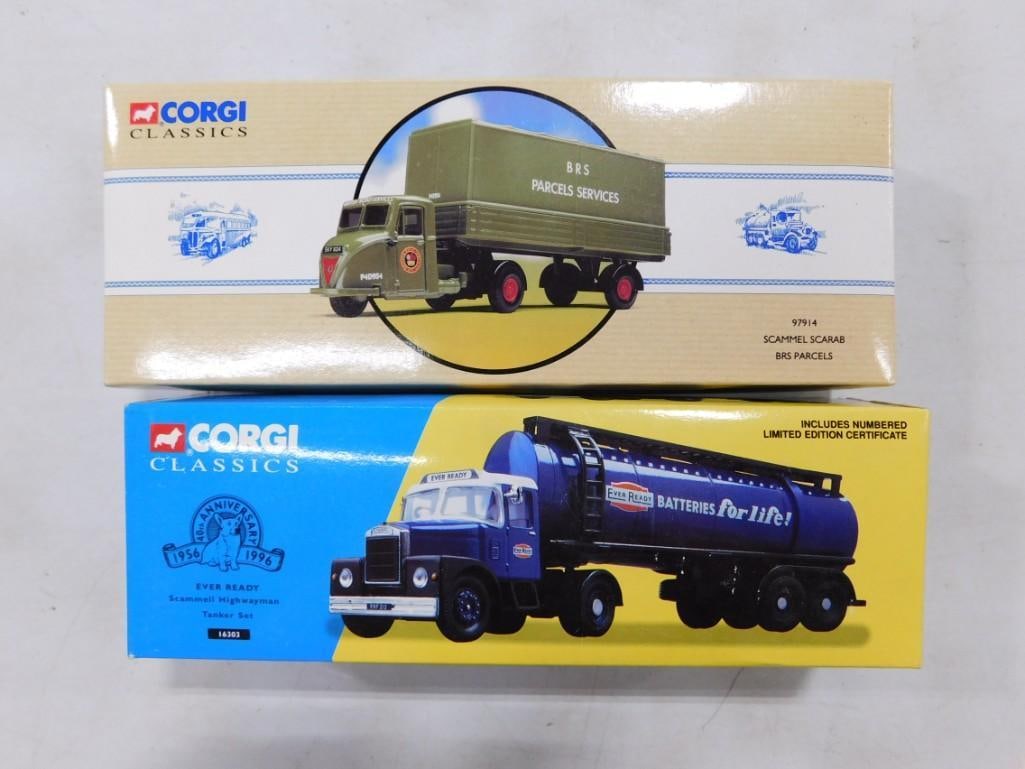 CORGI
CLASSICS
BRS
PARCELS SERVICES
97914
SCAMMEL SCARAB
BRS PARCELS
CORGI
CLASSICS
40th ANNIVERSARY
1956 1996
EVER READY
Scammell Highwayman
Tanker Set
16303
INCLUDES NUMBERED
LIMITED EDITION CERTIFICATE
EVER READY
EVER READY
BATTERIES for life!